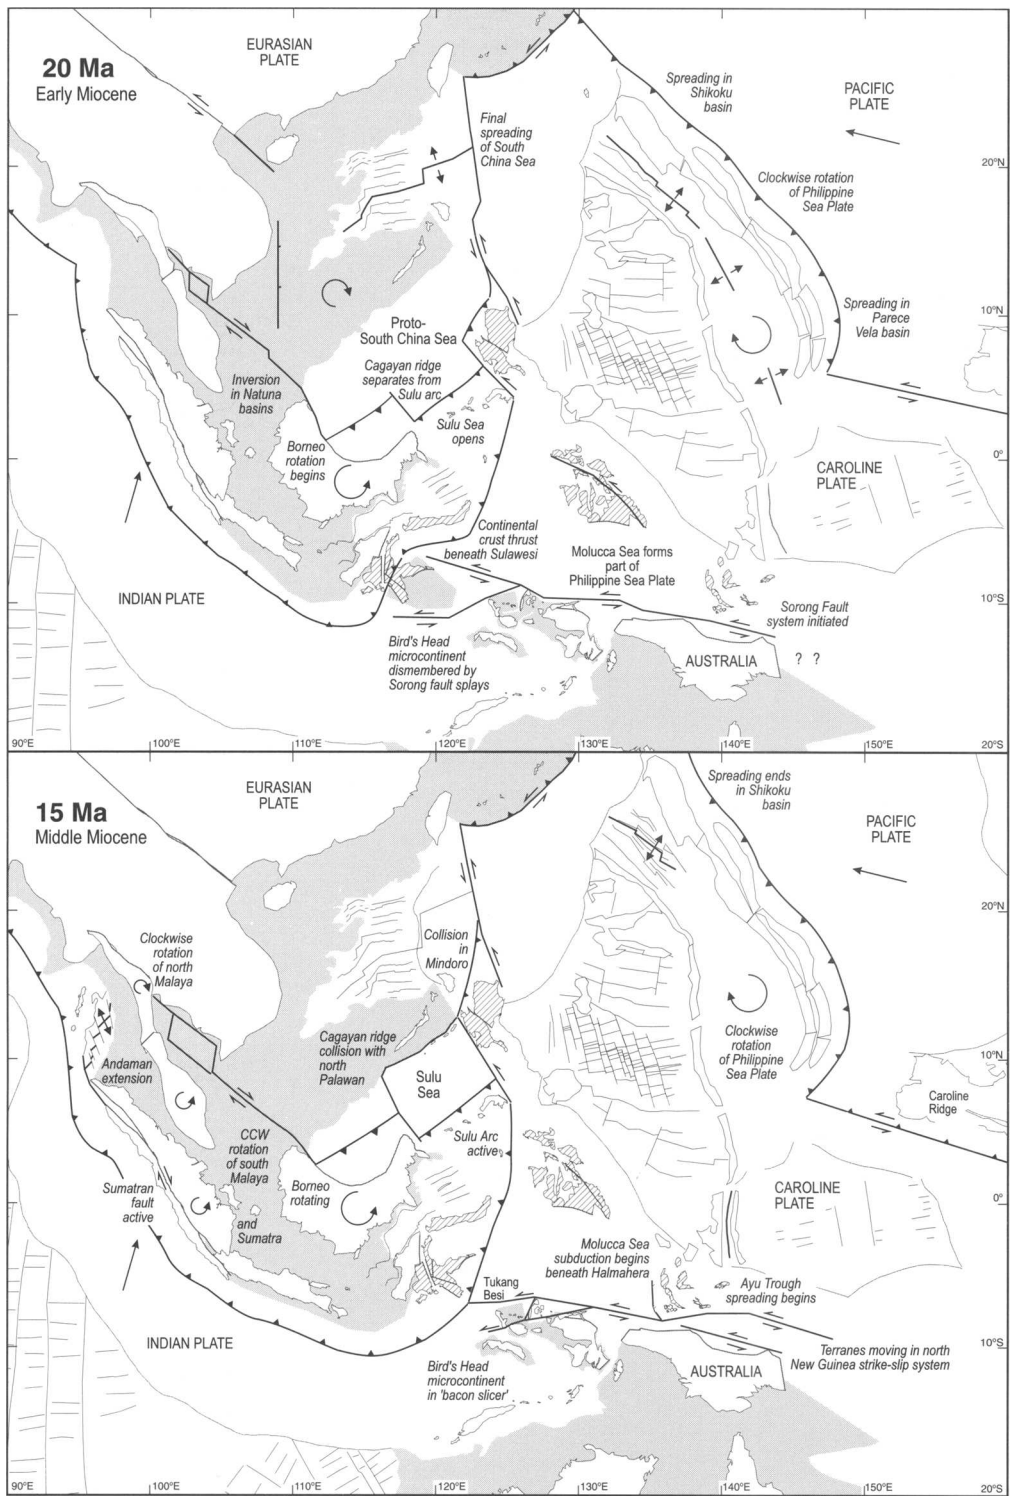 20 Ma
Early Miocene
EURASIAN
PLATE
Final
spreading
of South
China Sea
Spreading in
Shikoku
basin
PACIFIC
PLATE
Clockwise rotation
of Philippine
Sea Plate
20°N
Spreading in
Parece
Vela basin
10°N
Proto-
South China Sea
Cagayan ridge
separates from
Sulu arc
Inversion
in Natuna
basins
Sulu Sea
opens
Borneo
rotation
begins
CAROLINE
PLATE
0°
Continental
crust thrust
beneath Sulawesi
Molucca Sea forms
part of
Philippine Sea Plate
INDIAN PLATE
Sorong Fault
system initiated
10°S
Bird's Head
microcontinent
dismembered by
Sorong fault splays
AUSTRALIA
? ?
90°E
100°E
110°E
120°E
130°E
140°E
150°E
20°S
15 Ma
Middle Miocene
EURASIAN
PLATE
Spreading ends
in Shikoku
basin
PACIFIC
PLATE
20°N
Clockwise
rotation
of north
Malaya
Collision
in
Mindoro
Cagayan ridge
collision with
north
Palawan
Clockwise
rotation
of Philippine
Sea Plate
10°N
Andaman
extension
Sulu
Sea
Caroline
Ridge
CCW
rotation
of south
Malaya
Sulu Arc
active
Sumatran
fault
active
Borneo
rotating
CAROLINE
PLATE
0°
and
Sumatra
Molucca Sea
subduction begins
beneath Halmahera
Tukang
Besi
Ayu Trough
spreading begins
INDIAN PLATE
Terranes moving in north
New Guinea strike-slip system
10°S
Bird's Head
microcontinent
in 'bacon slicer'
AUSTRALIA
90°E
100°E
110°E
120°E
130°E
140°E
150°E
20°S